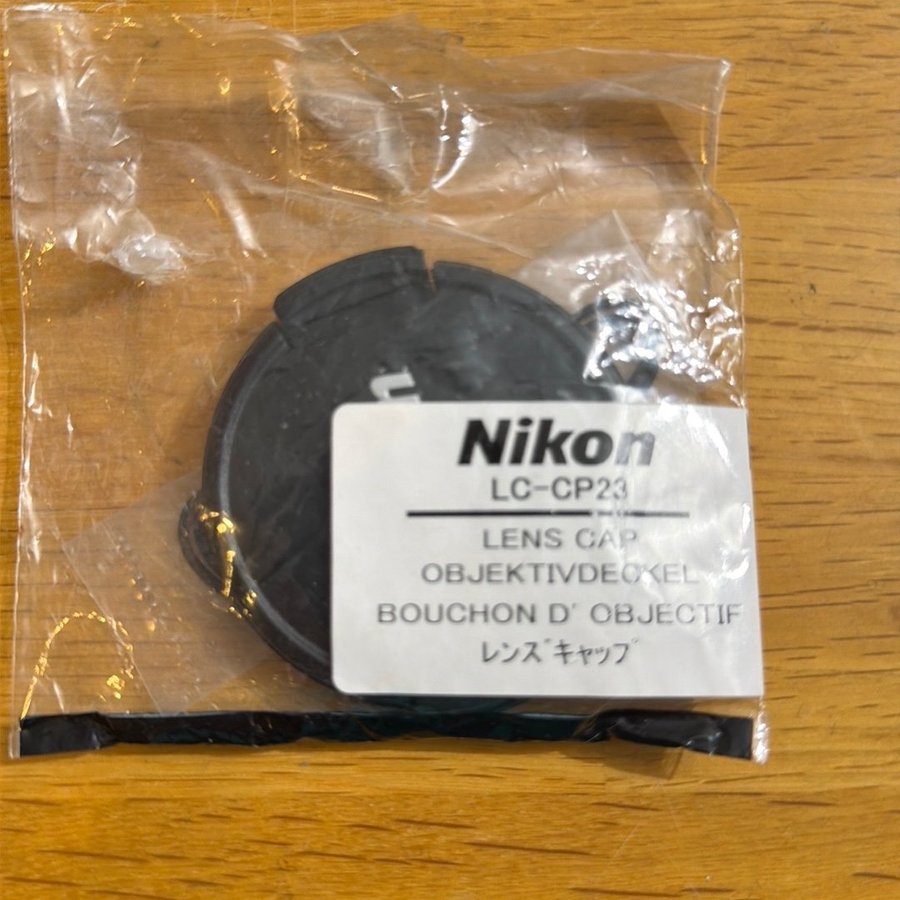 Nikon
LC-CP23
LENS CAP
OBJEKTIVDECKEL
BOUCHON D' OBJECTIF
レンズキャップ